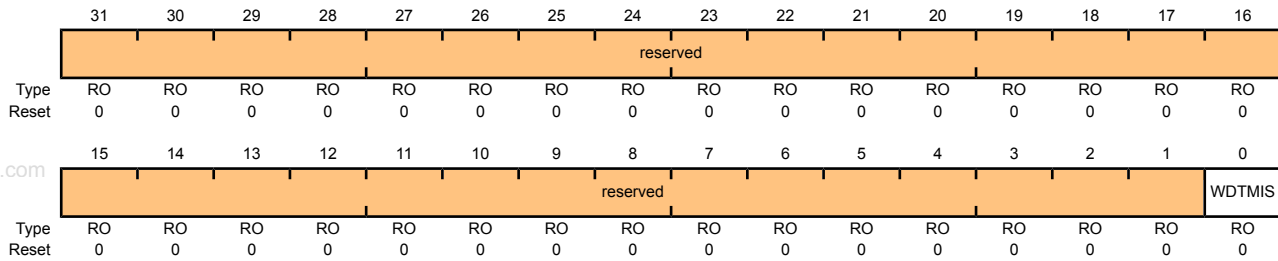 31 30 29 28 27 26 25 24 23 22 21 20 19 18 17 16
reserved
Type RO RO RO RO RO RO RO RO RO RO RO RO RO RO RO RO
Reset 0 0 0 0 0 0 0 0 0 0 0 0 0 0 0 0
15 14 13 12 11 10 9 8 7 6 5 4 3 2 1 0
.com
reserved WDTMIS
Type RO RO RO RO RO RO RO RO RO RO RO RO RO RO RO RO
Reset 0 0 0 0 0 0 0 0 0 0 0 0 0 0 0 0